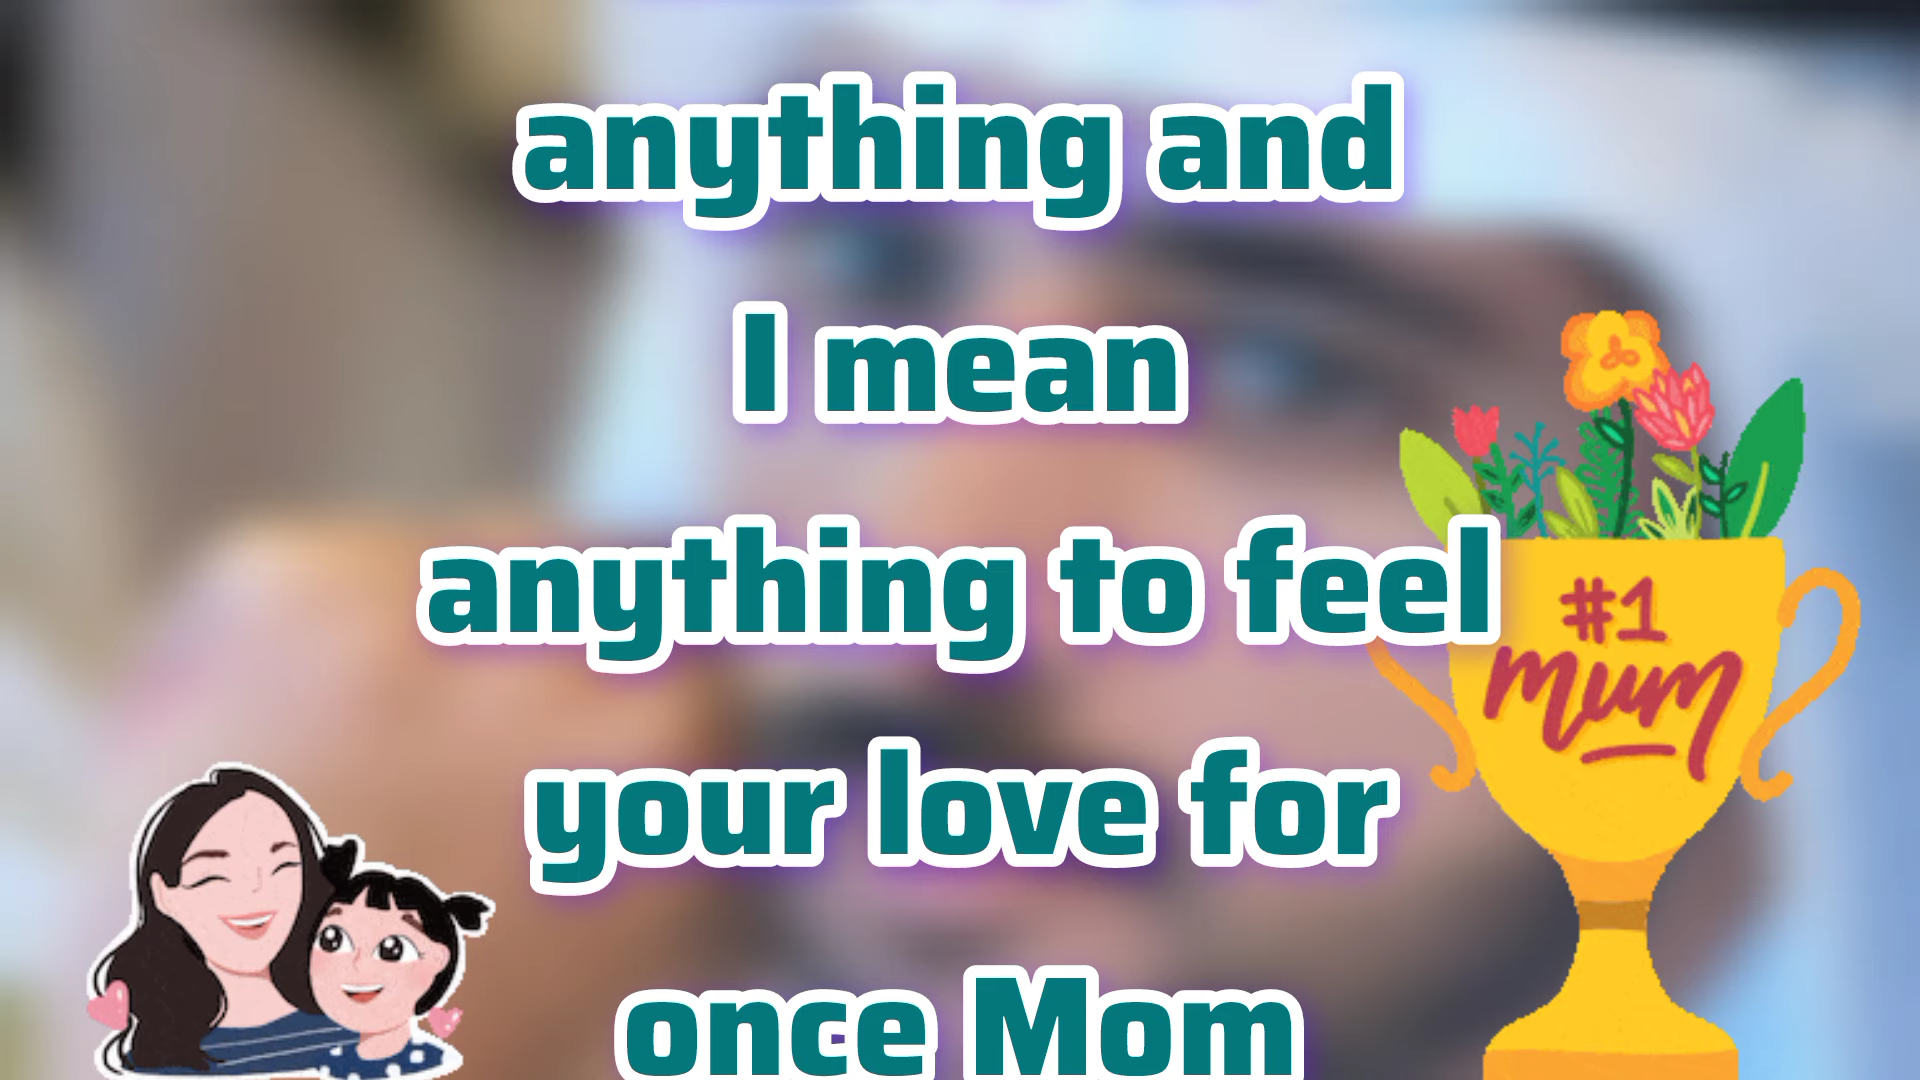 anything and
I mean
anything to feel
your love for
once Mom
#1
mum